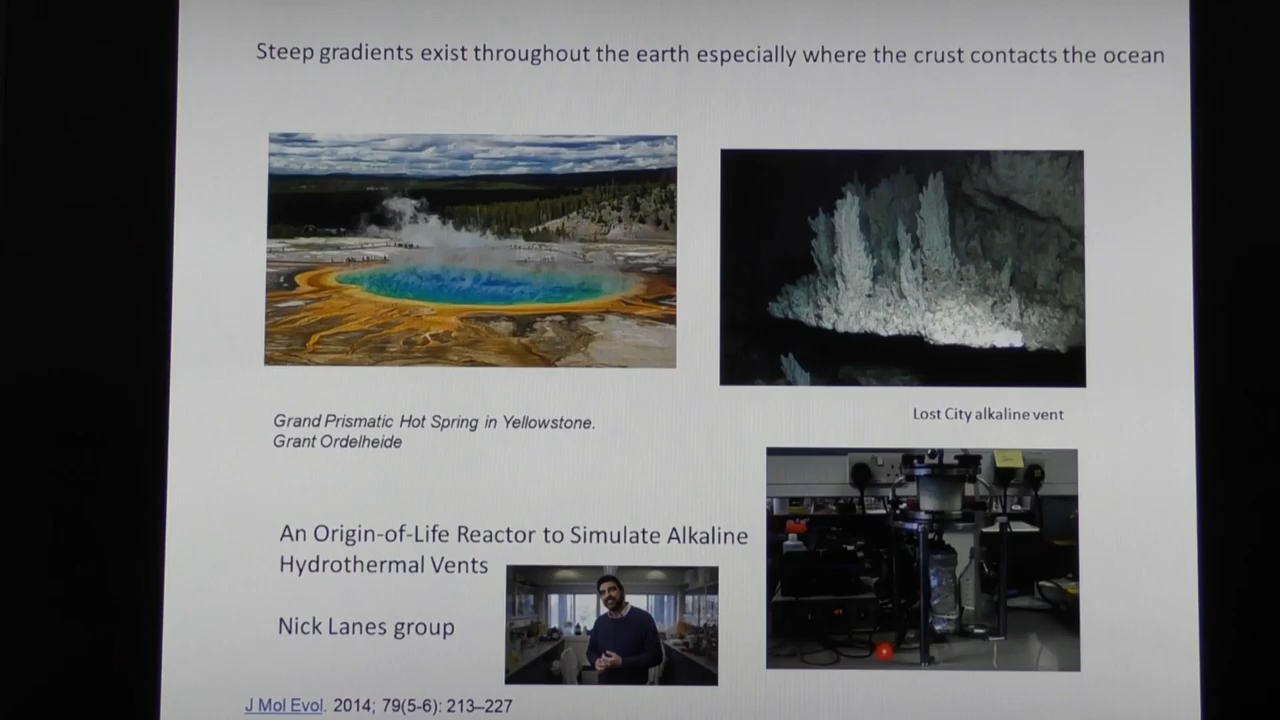 Steep gradients exist throughout the earth especially where the crust contacts the ocean
Grand Prismatic Hot Spring in Yellowstone.
Grant Ordelheide
Lost City alkaline vent
An Origin-of-Life Reactor to Simulate Alkaline
Hydrothermal Vents
Nick Lanes group
J Mol Evol. 2014; 79(5-6): 213–227